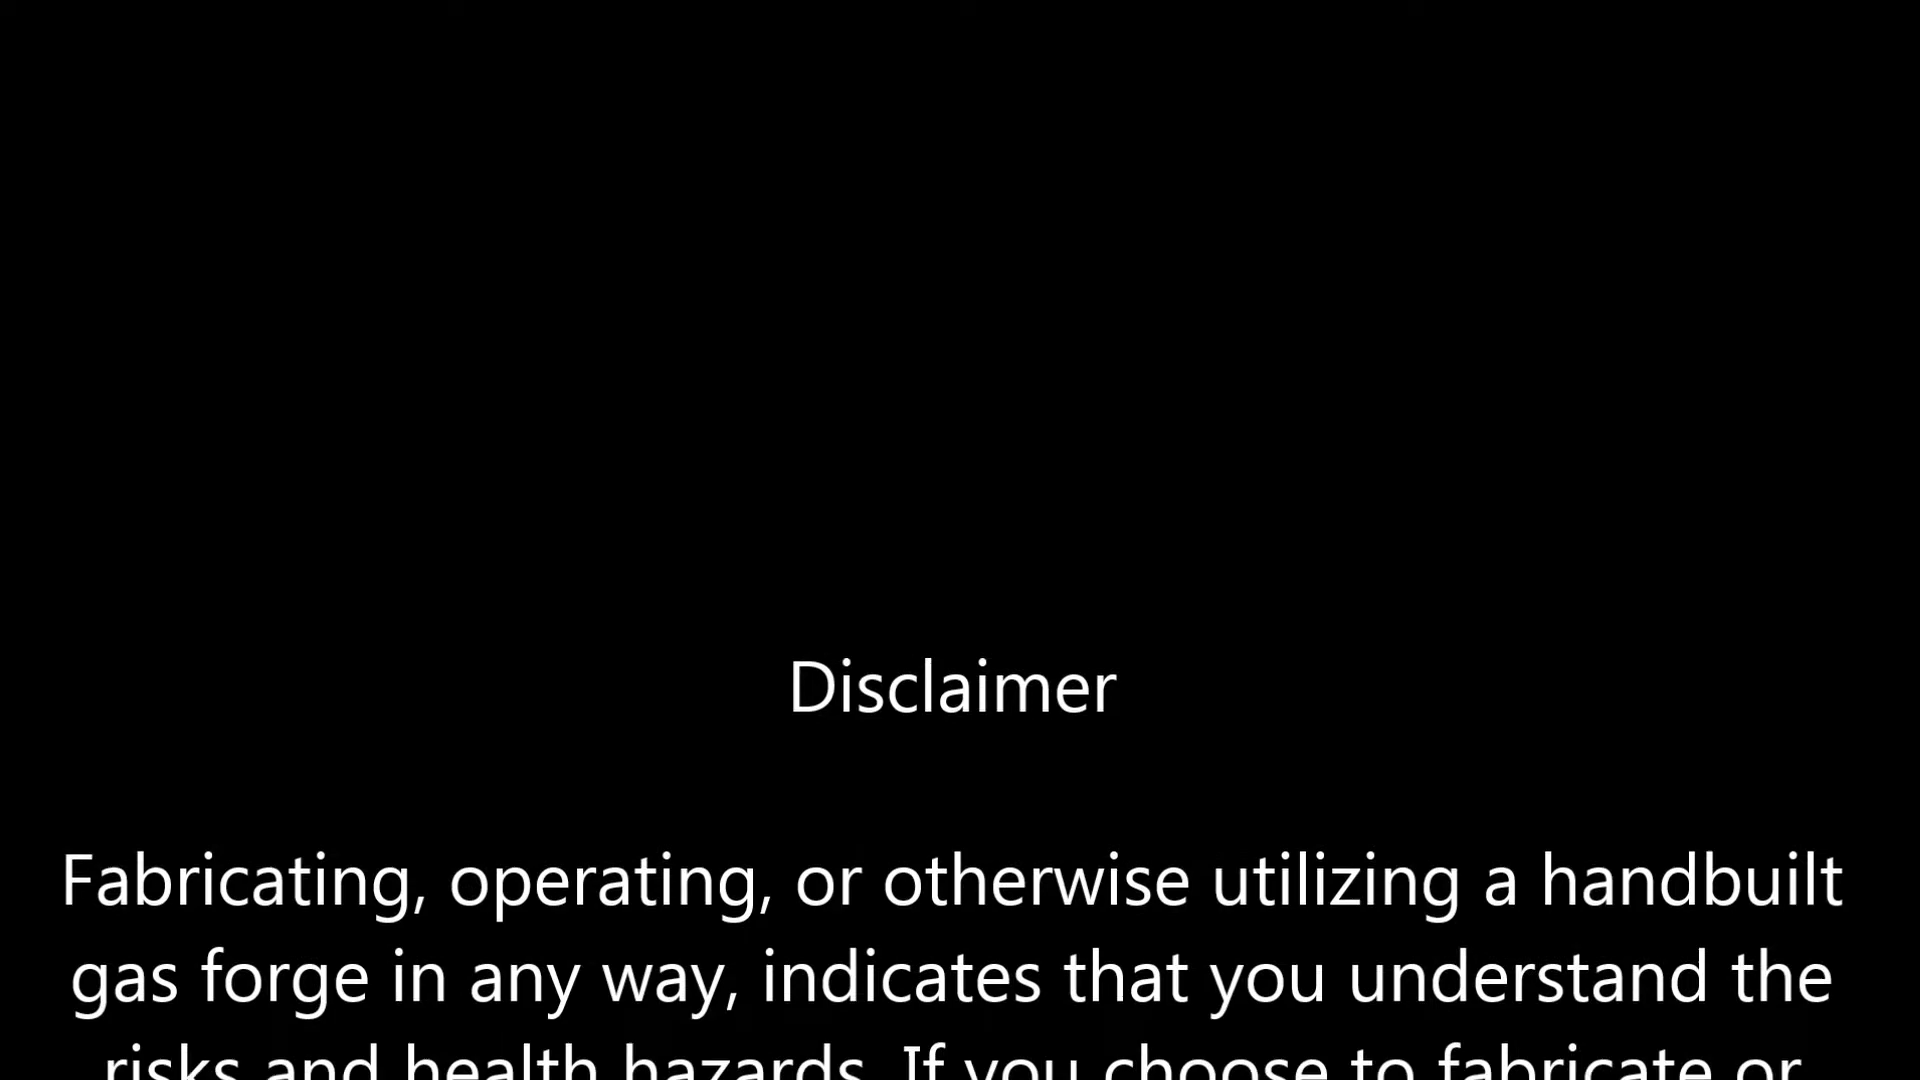 Disclaimer
Fabricating, operating, or otherwise utilizing a handbuilt
gas forge in any way, indicates that you understand the
risks and health hazards. If you choose to fabricate or